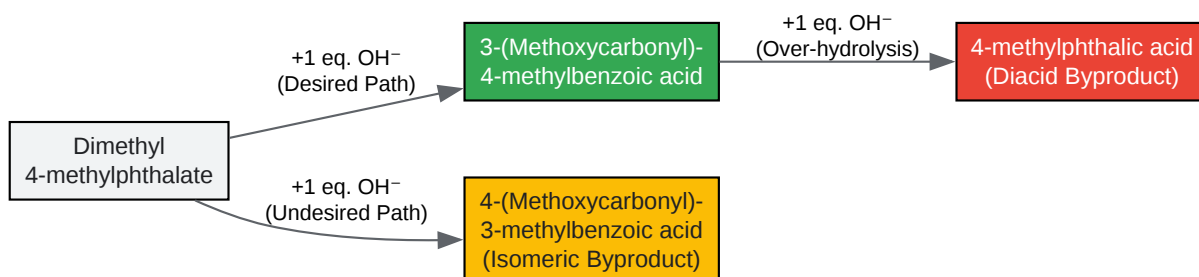 +1 eq. OH⁻
(Desired Path)
3-(Methoxycarbonyl)-
4-methylbenzoic acid
+1 eq. OH⁻
(Over-hydrolysis)
4-methylphthalic acid
(Diacid Byproduct)
Dimethyl
4-methylphthalate
+1 eq. OH⁻
(Undesired Path)
4-(Methoxycarbonyl)-
3-methylbenzoic acid
(Isomeric Byproduct)